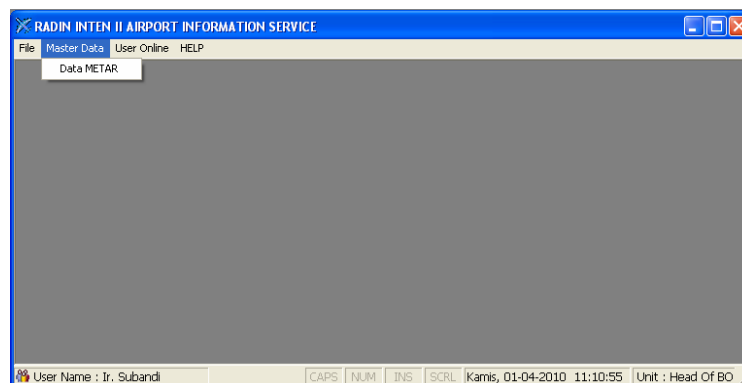 RADIN INTEN II AIRPORT INFORMATION SERVICE
File Master Data User Online HELP
Data METAR
User Name : Ir. Subandi CAPS NUM INS SCRL Kamis, 01-04-2010 11:10:55 Unit : Head Of BO